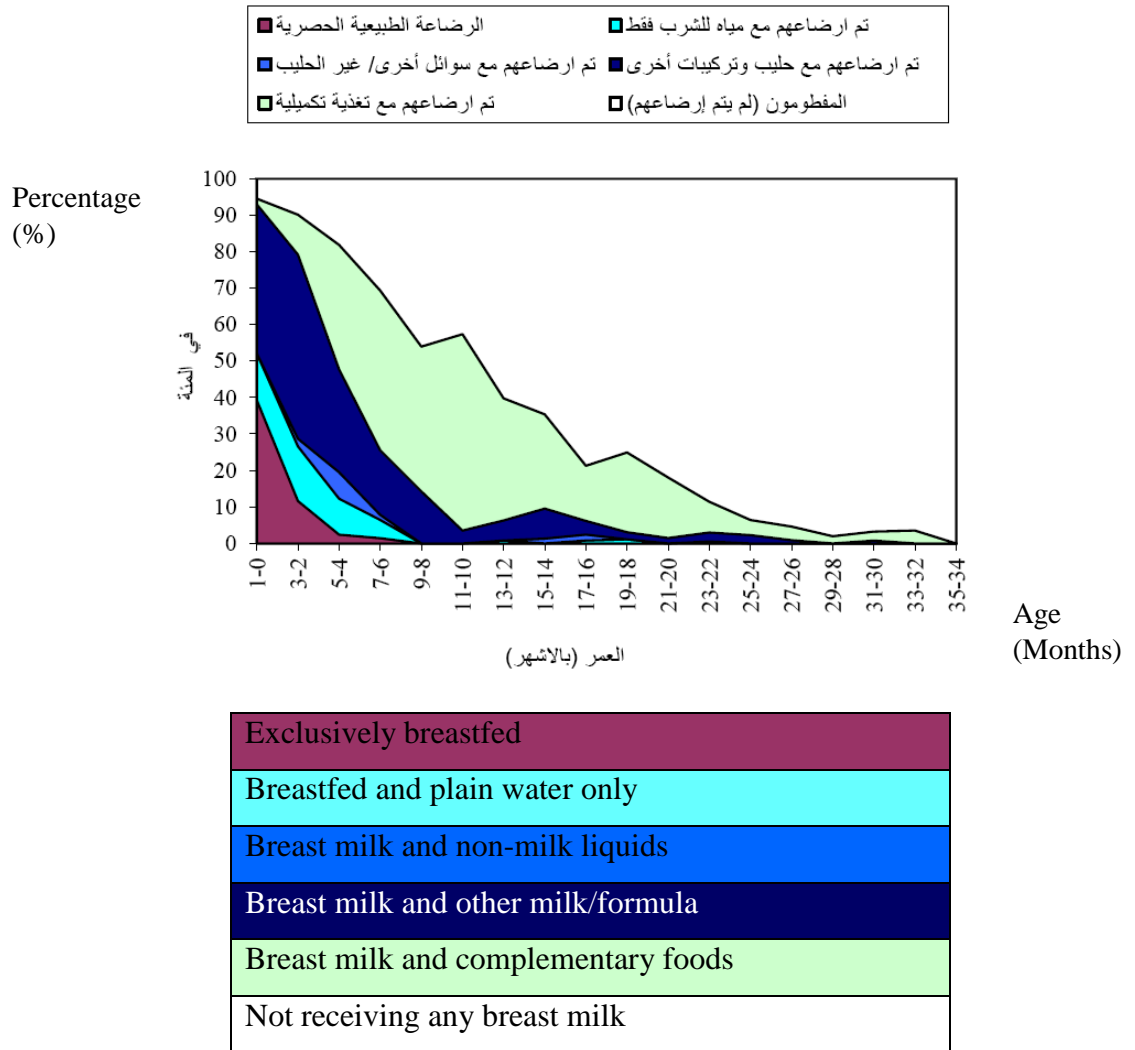 الرضاعة الطبيعية الحصرية تم ارضاعهم مع مياه للشرب فقط
تم ارضاعهم مع سوائل أخرى/ غير الحليب تم ارضاعهم مع حليب وتركيبات أخرى
تم ارضاعهم مع تغذية تكميلية المفطومون (لم يتم إرضاعهم)
Percentage
(%)
في المئة
100
90
80
70
60
50
40
30
20
10
0
1-0
3-2
5-4
7-6
9-8
11-10
13-12
15-14
17-16
19-18
21-20
23-22
25-24
27-26
29-28
31-30
33-32
35-34
العمر (بالاشهر)
Age
(Months)
Exclusively breastfed
Breastfed and plain water only
Breast milk and non-milk liquids
Breast milk and other milk/formula
Breast milk and complementary foods
Not receiving any breast milk